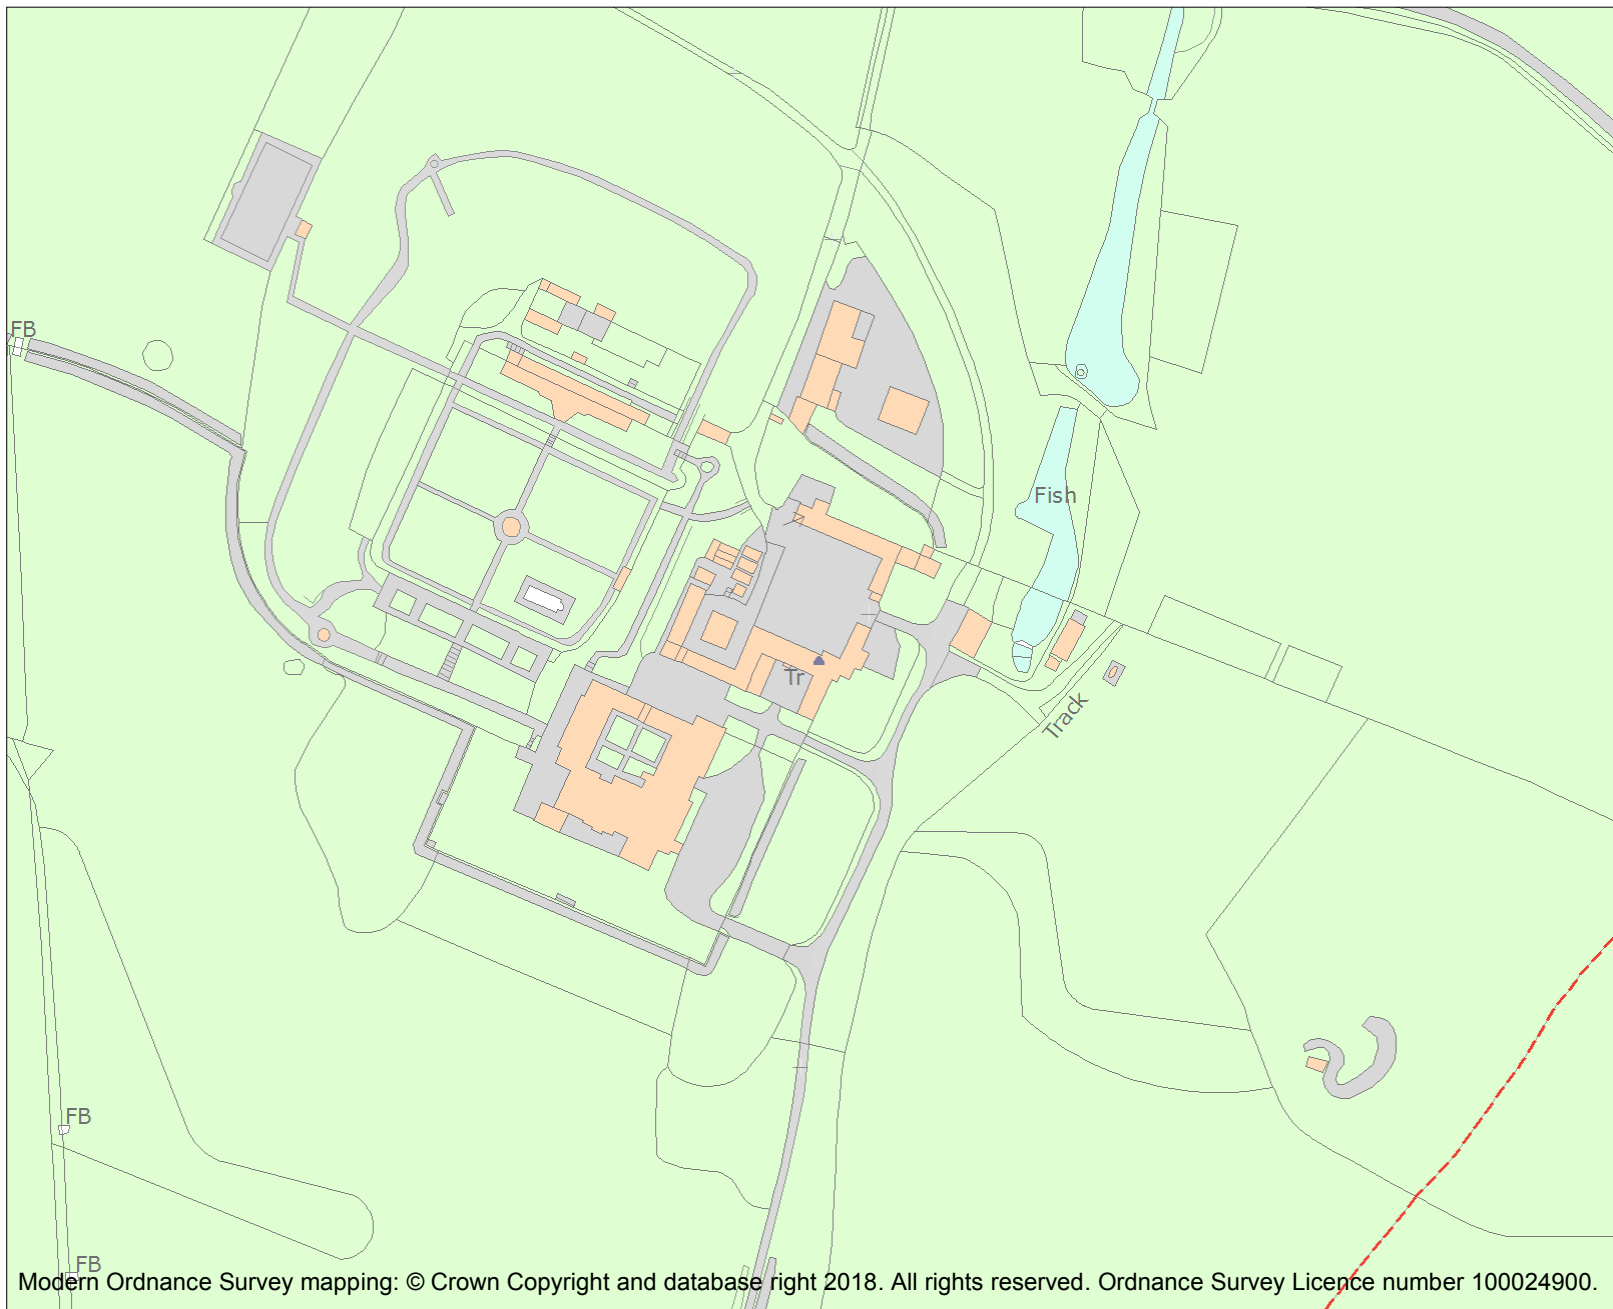 FB
Fish
Tr
Track
FB
FB
Modern Ordnance Survey mapping: © Crown Copyright and database right 2018. All rights reserved. Ordnance Survey Licence number 100024900.